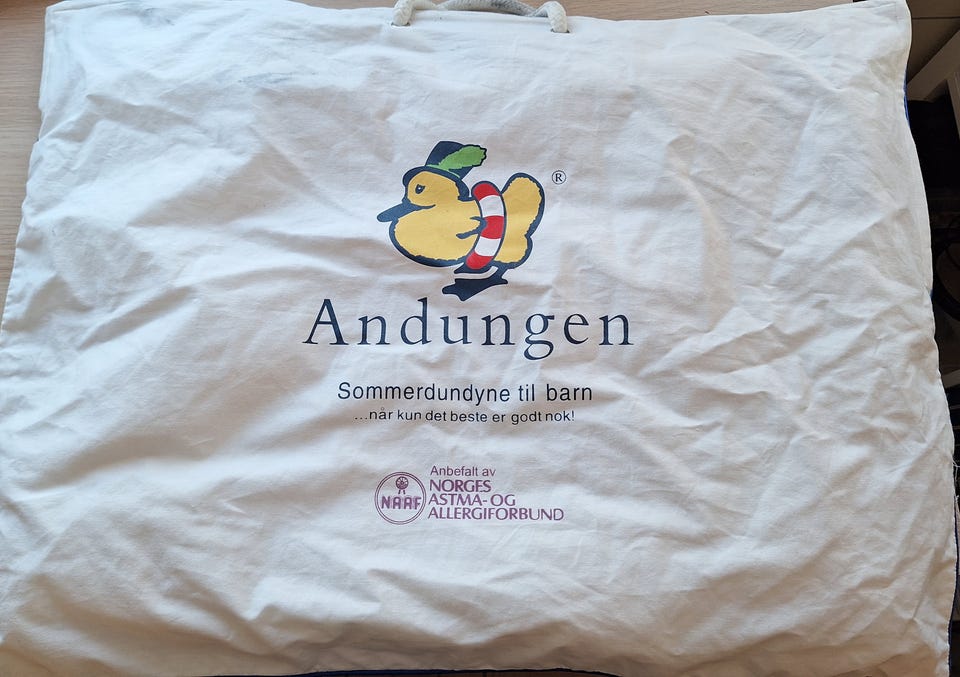 ®
Andungen
Sommerdundyne til barn
...når kun det beste er godt nok!
Anbefalt av
NORGES
ASTMA- OG
ALLERGIFORBUND
NAAF